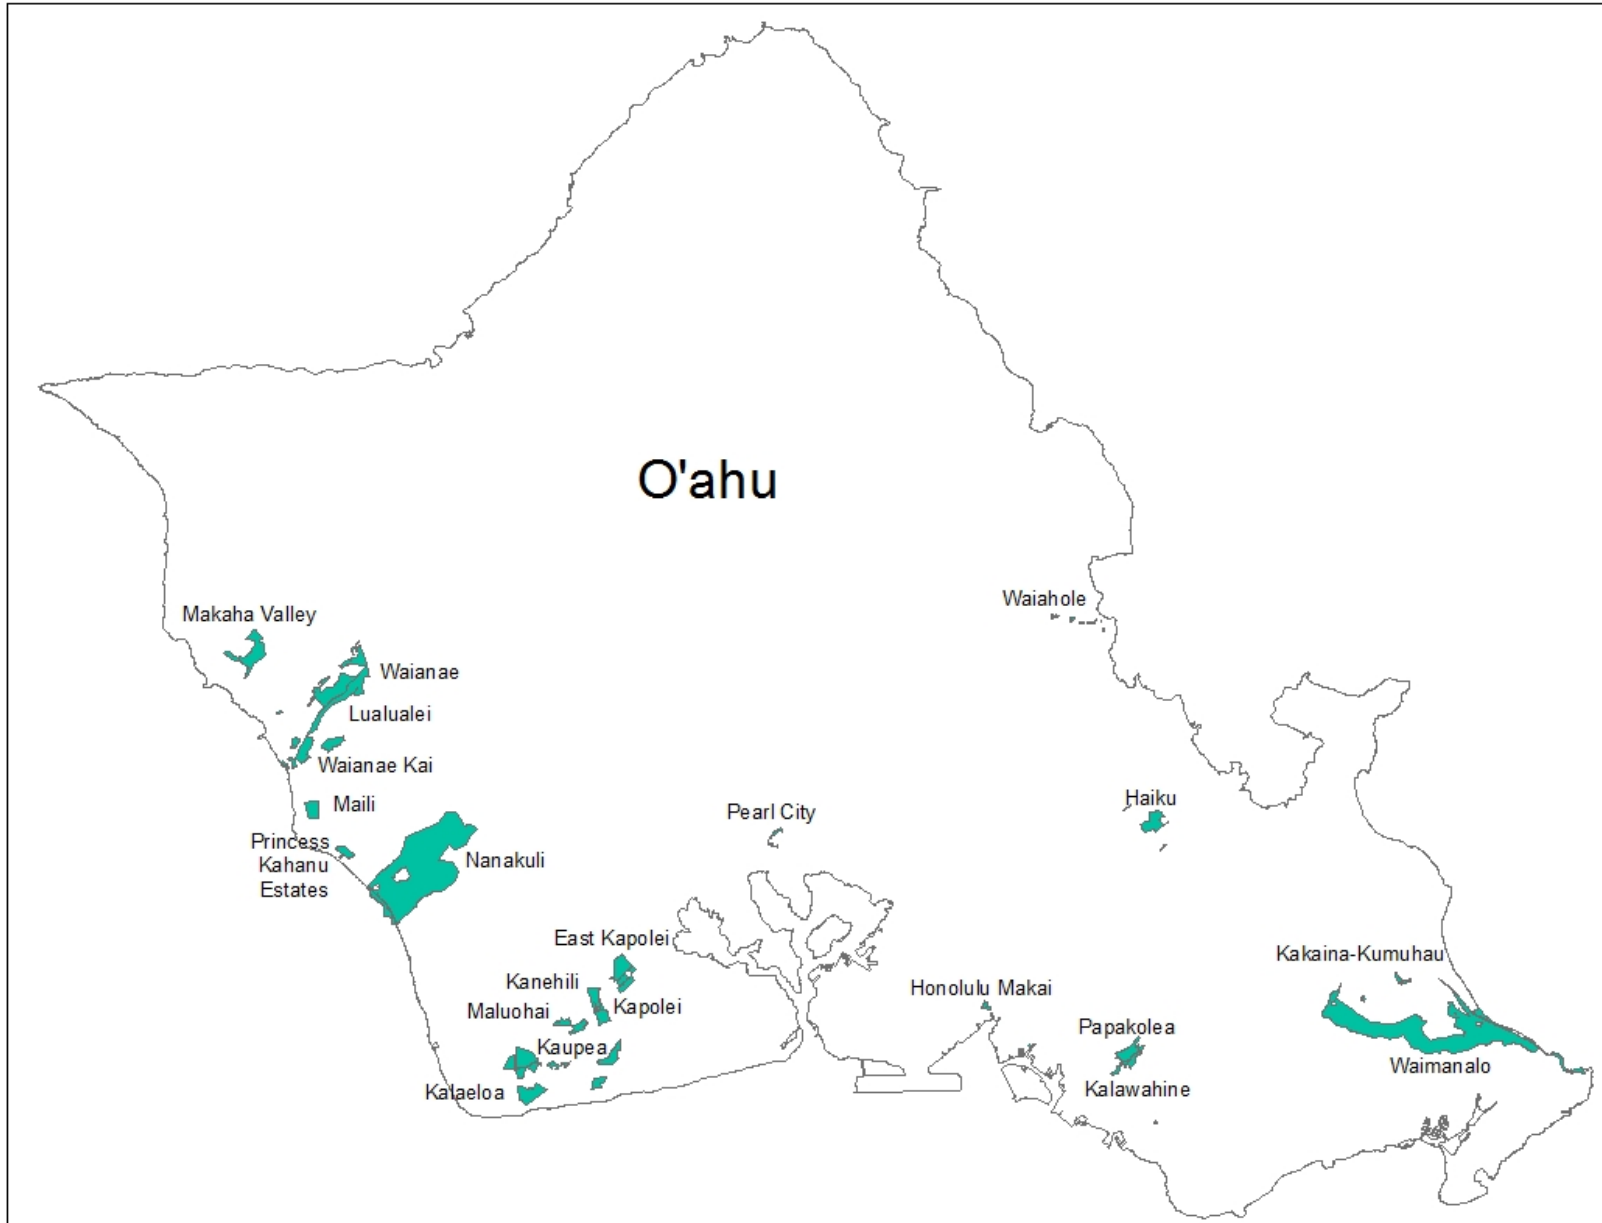 O'ahu
Waiahole
Makaha Valley
Waianae
Lualualei
Waianae Kai
Maili
Haiku
Pearl City
Princess
Kahanu
Estates
Nanakuli
East Kapolei
Kakaina-Kumuhau
Kanehili
Honolulu Makai
Kapolei
Maluohai
Papakolea
Kaupea
Waimanalo
Kalaeloa
Kalawahine